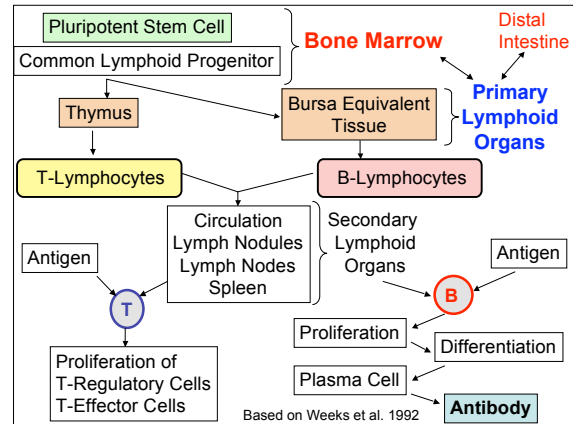 Pluripotent Stem Cell
Common Lymphoid Progenitor
Bone Marrow
Distal
Intestine
Thymus
Bursa Equivalent
Tissue
Primary
Lymphoid
Organs
T-Lymphocytes
B-Lymphocytes
Circulation
Lymph Nodules
Lymph Nodes
Spleen
Secondary
Lymphoid
Organs
Antigen
Antigen
T
B
Proliferation of
T-Regulatory Cells
T-Effector Cells
Proliferation
Differentiation
Plasma Cell
Antibody
Based on Weeks et al. 1992